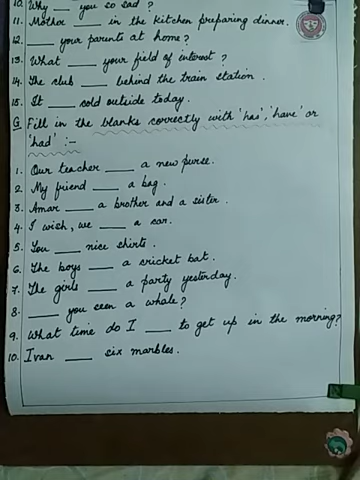 10. Why ___ you so sad ?
11. Mother ___ in the kitchen preparing dinner.
12. ___ your parents at home?
13. What ___ your field of interest ?
14. The club ___ behind the train station .
15. It ___ cold outside today.
G Fill in the blanks correctly with 'has', 'have' or
'had' :-
1. Our teacher ___ a new purse.
2. My friend ___ a bag.
3. Amar ___ a brother and a sister .
4. I wish, we ___ a car.
5. You ___ nice shirts.
6. The boys ___ a cricket bat.
7. The girls ___ a party yesterday.
8. ___ you seen a whale?
9. What time do I ___ to get up in the morning?
10. Ivan ___ six marbles.